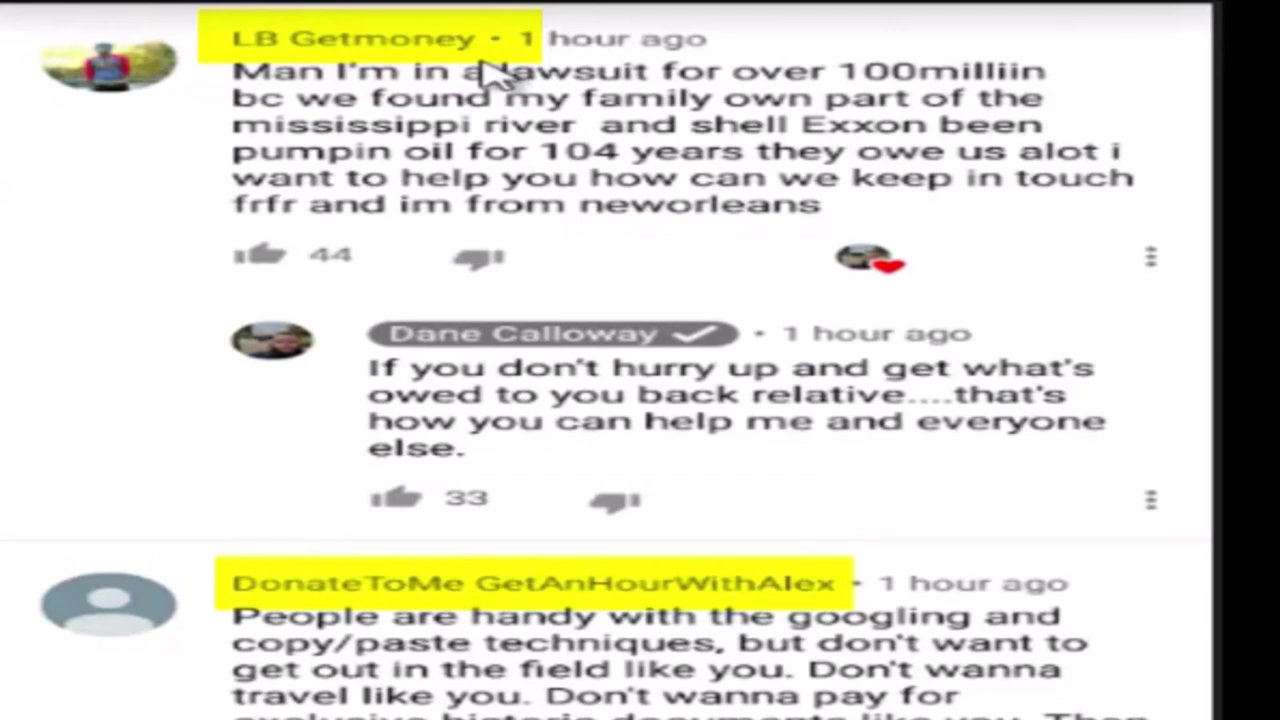 LB Getmoney • 1 hour ago
Man I'm in a lawsuit for over 100milliin
bc we found my family own part of the
mississippi river and shell Exxon been
pumpin oil for 104 years they owe us alot i
want to help you how can we keep in touch
frfr and im from neworleans
44
Dane Calloway • 1 hour ago
If you don't hurry up and get what's
owed to you back relative....that's
how you can help me and everyone
else.
33
DonateToMe GetAnHourWithAlex • 1 hour ago
People are handy with the googling and
copy/paste techniques, but don't want to
get out in the field like you. Don't wanna
travel like you. Don't wanna pay for
exclusive historic documents like you. Then